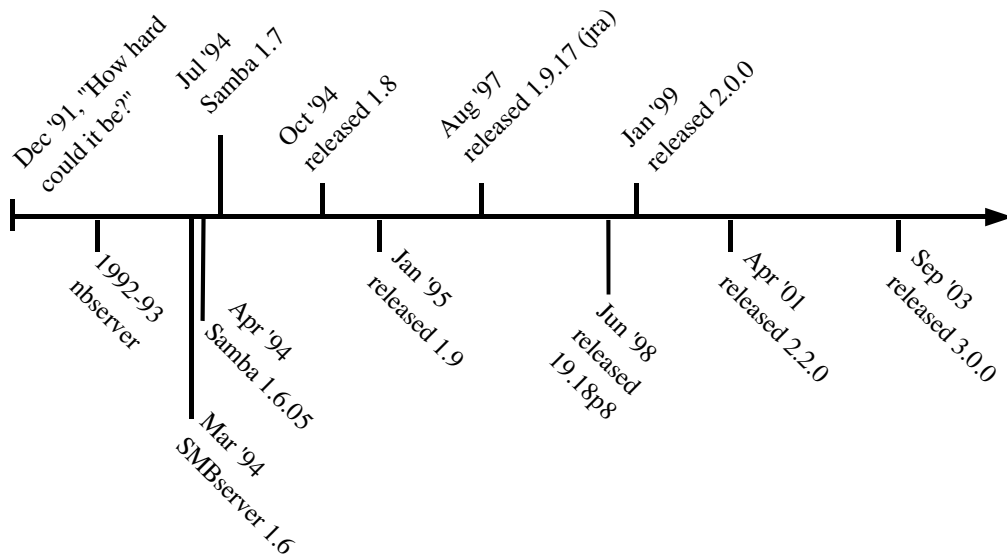 Dec '91, "How hard
could it be?"
1992-93
nbserver
Mar '94
SMBserver 1.6
Apr '94
Samba 1.6.05
Jul '94
Samba 1.7
Oct '94
released 1.8
Jan '95
released 1.9
Aug '97
released 1.9.17 (jra)
Jun '98
released
19.18p8
Jan '99
released 2.0.0
Apr '01
released 2.2.0
Sep '03
released 3.0.0